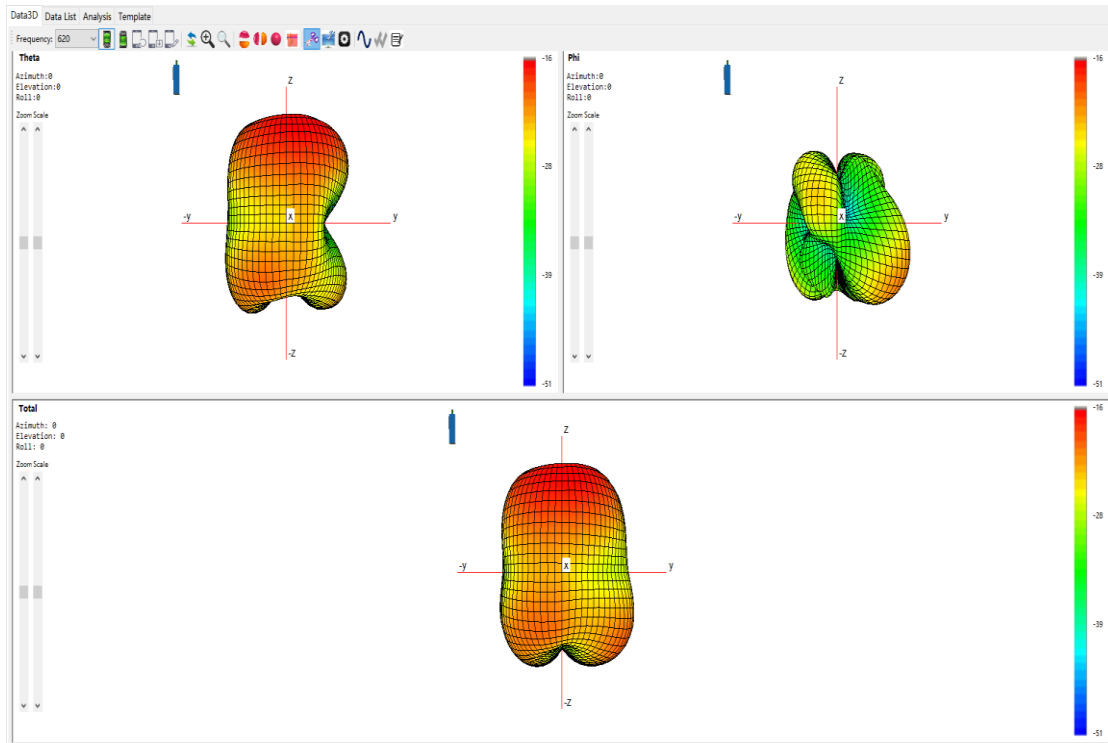 Data3D Data List Analysis Template
Frequency: 620
Theta
Azimuth:0
Elevation:0
Roll:0
Zoom Scale
Z
-y
X
y
-Z
-16
-28
-39
-51
Phi
Azimuth:0
Elevation:0
Roll:0
Zoom Scale
Z
-y
X
y
-Z
-16
-28
-39
-51
Total
Azimuth: 0
Elevation: 0
Roll: 0
Zoom Scale
Z
-y
X
y
-Z
-16
-28
-39
-51